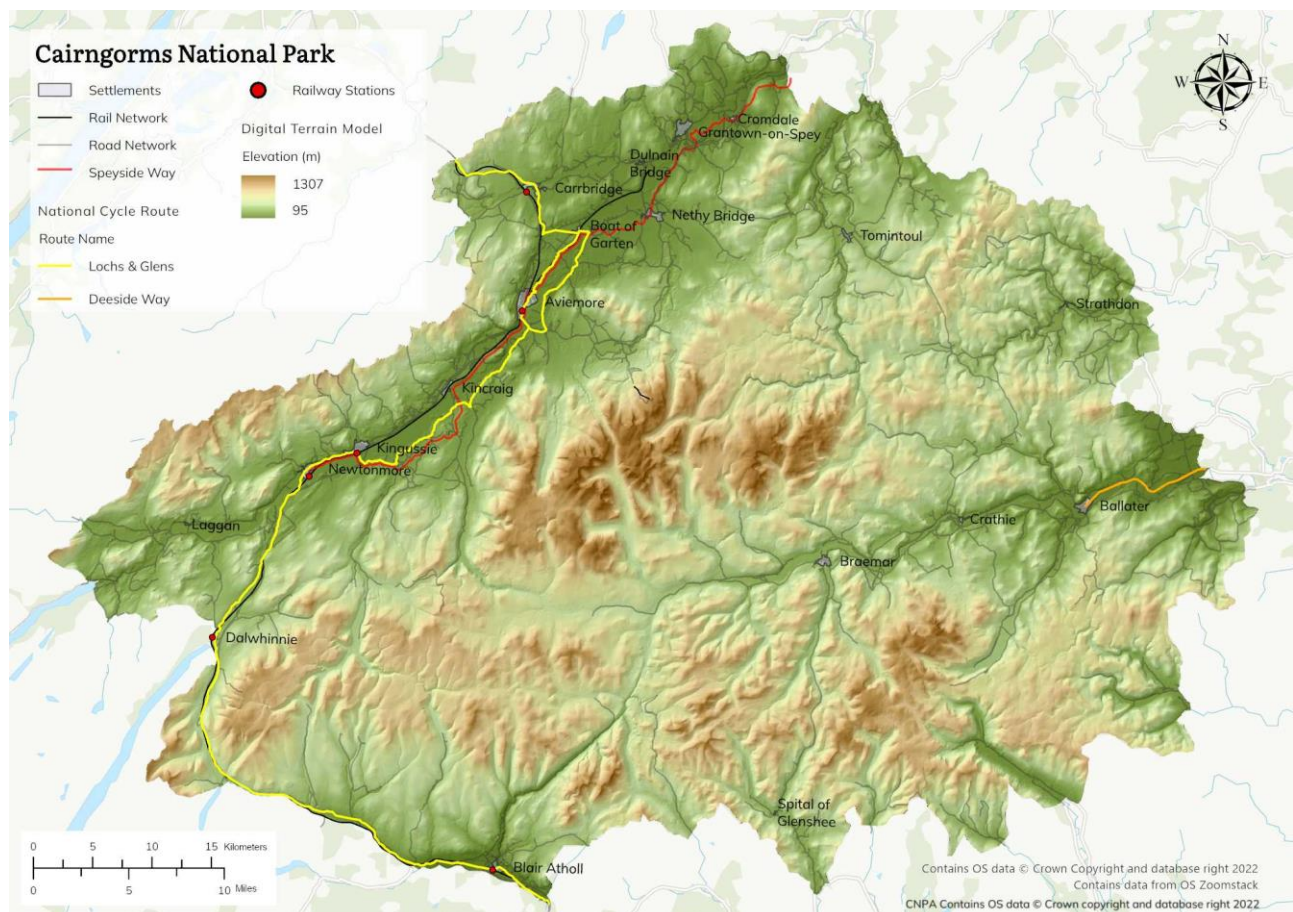 Cairngorms National Park
Settlements
Rail Network
Road Network
Speyside Way
National Cycle Route
Route Name
Lochs & Glens
Deeside Way
Railway Stations
Digital Terrain Model
Elevation (m)
1307
95
N
W
E
S
Cromdale
Grantown-on-Spey
Dulnain
Bridge
Carrbridge
Nethy Bridge
Boat of
Garten
Tomintoul
Aviemore
Strathdon
Kincraig
Kingussie
Newtonmore
Laggan
Ballater
Crathie
Braemar
Dalwhinnie
Spital of
Glenshee
Blair Atholl
0 5 10 15 Kilometers
0 5 10 Miles
Contains OS data © Crown Copyright and database right 2022
Contains data from OS Zoomstack
CNPA Contains OS data © Crown copyright and database right 2022